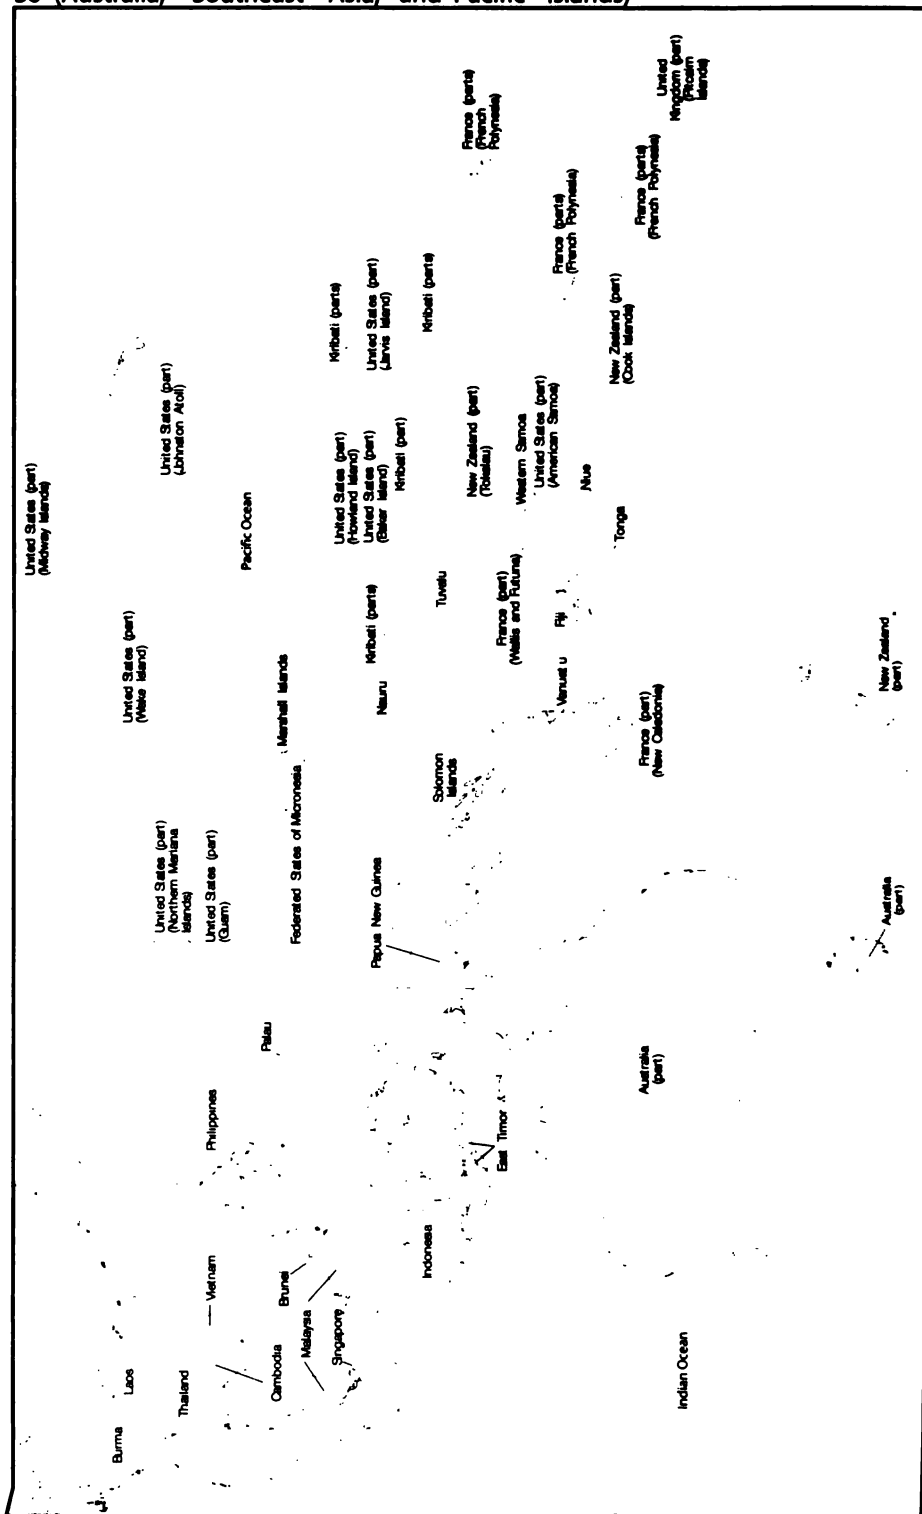 (Australia, Southeast Asia, and Pacific Islands)
Burma
Laos
Thailand
Vietnam
Cambodia
Brunei
Malaysia
Singapore
Philippines
Palau
Indonesia
East Timor
Indian Ocean
Australia
(part)
United States (part)
(Northern Mariana
Islands)
United States (part)
(Guam)
Federated States of Micronesia
Papua New Guinea
Australia
(part)
United States (part)
(Wake Island)
Marshall Islands
Nauru
Solomon
Islands
Vanuatu
France (part)
(New Caledonia)
New Zealand
(part)
United States (part)
(Midway Islands)
Pacific Ocean
Kiribati (parts)
Tuvalu
France (part)
(Wallis and Futuna)
Fiji
Tonga
United States (part)
(Johnston Atoll)
United States (part)
(Howland Island)
United States (part)
(Baker Island)
Kiribati (part)
New Zealand (part)
(Tokelau)
Western Samoa
United States (part)
(American Samoa)
Niue
Kiribati (parts)
United States (part)
(Jarvis Island)
Kiribati (parts)
New Zealand (part)
(Cook Islands)
France (parts)
(French
Polynesia)
France (parts)
(French Polynesia)
France (parts)
(French Polynesia)
United
Kingdom (part)
(Pitcairn
Islands)